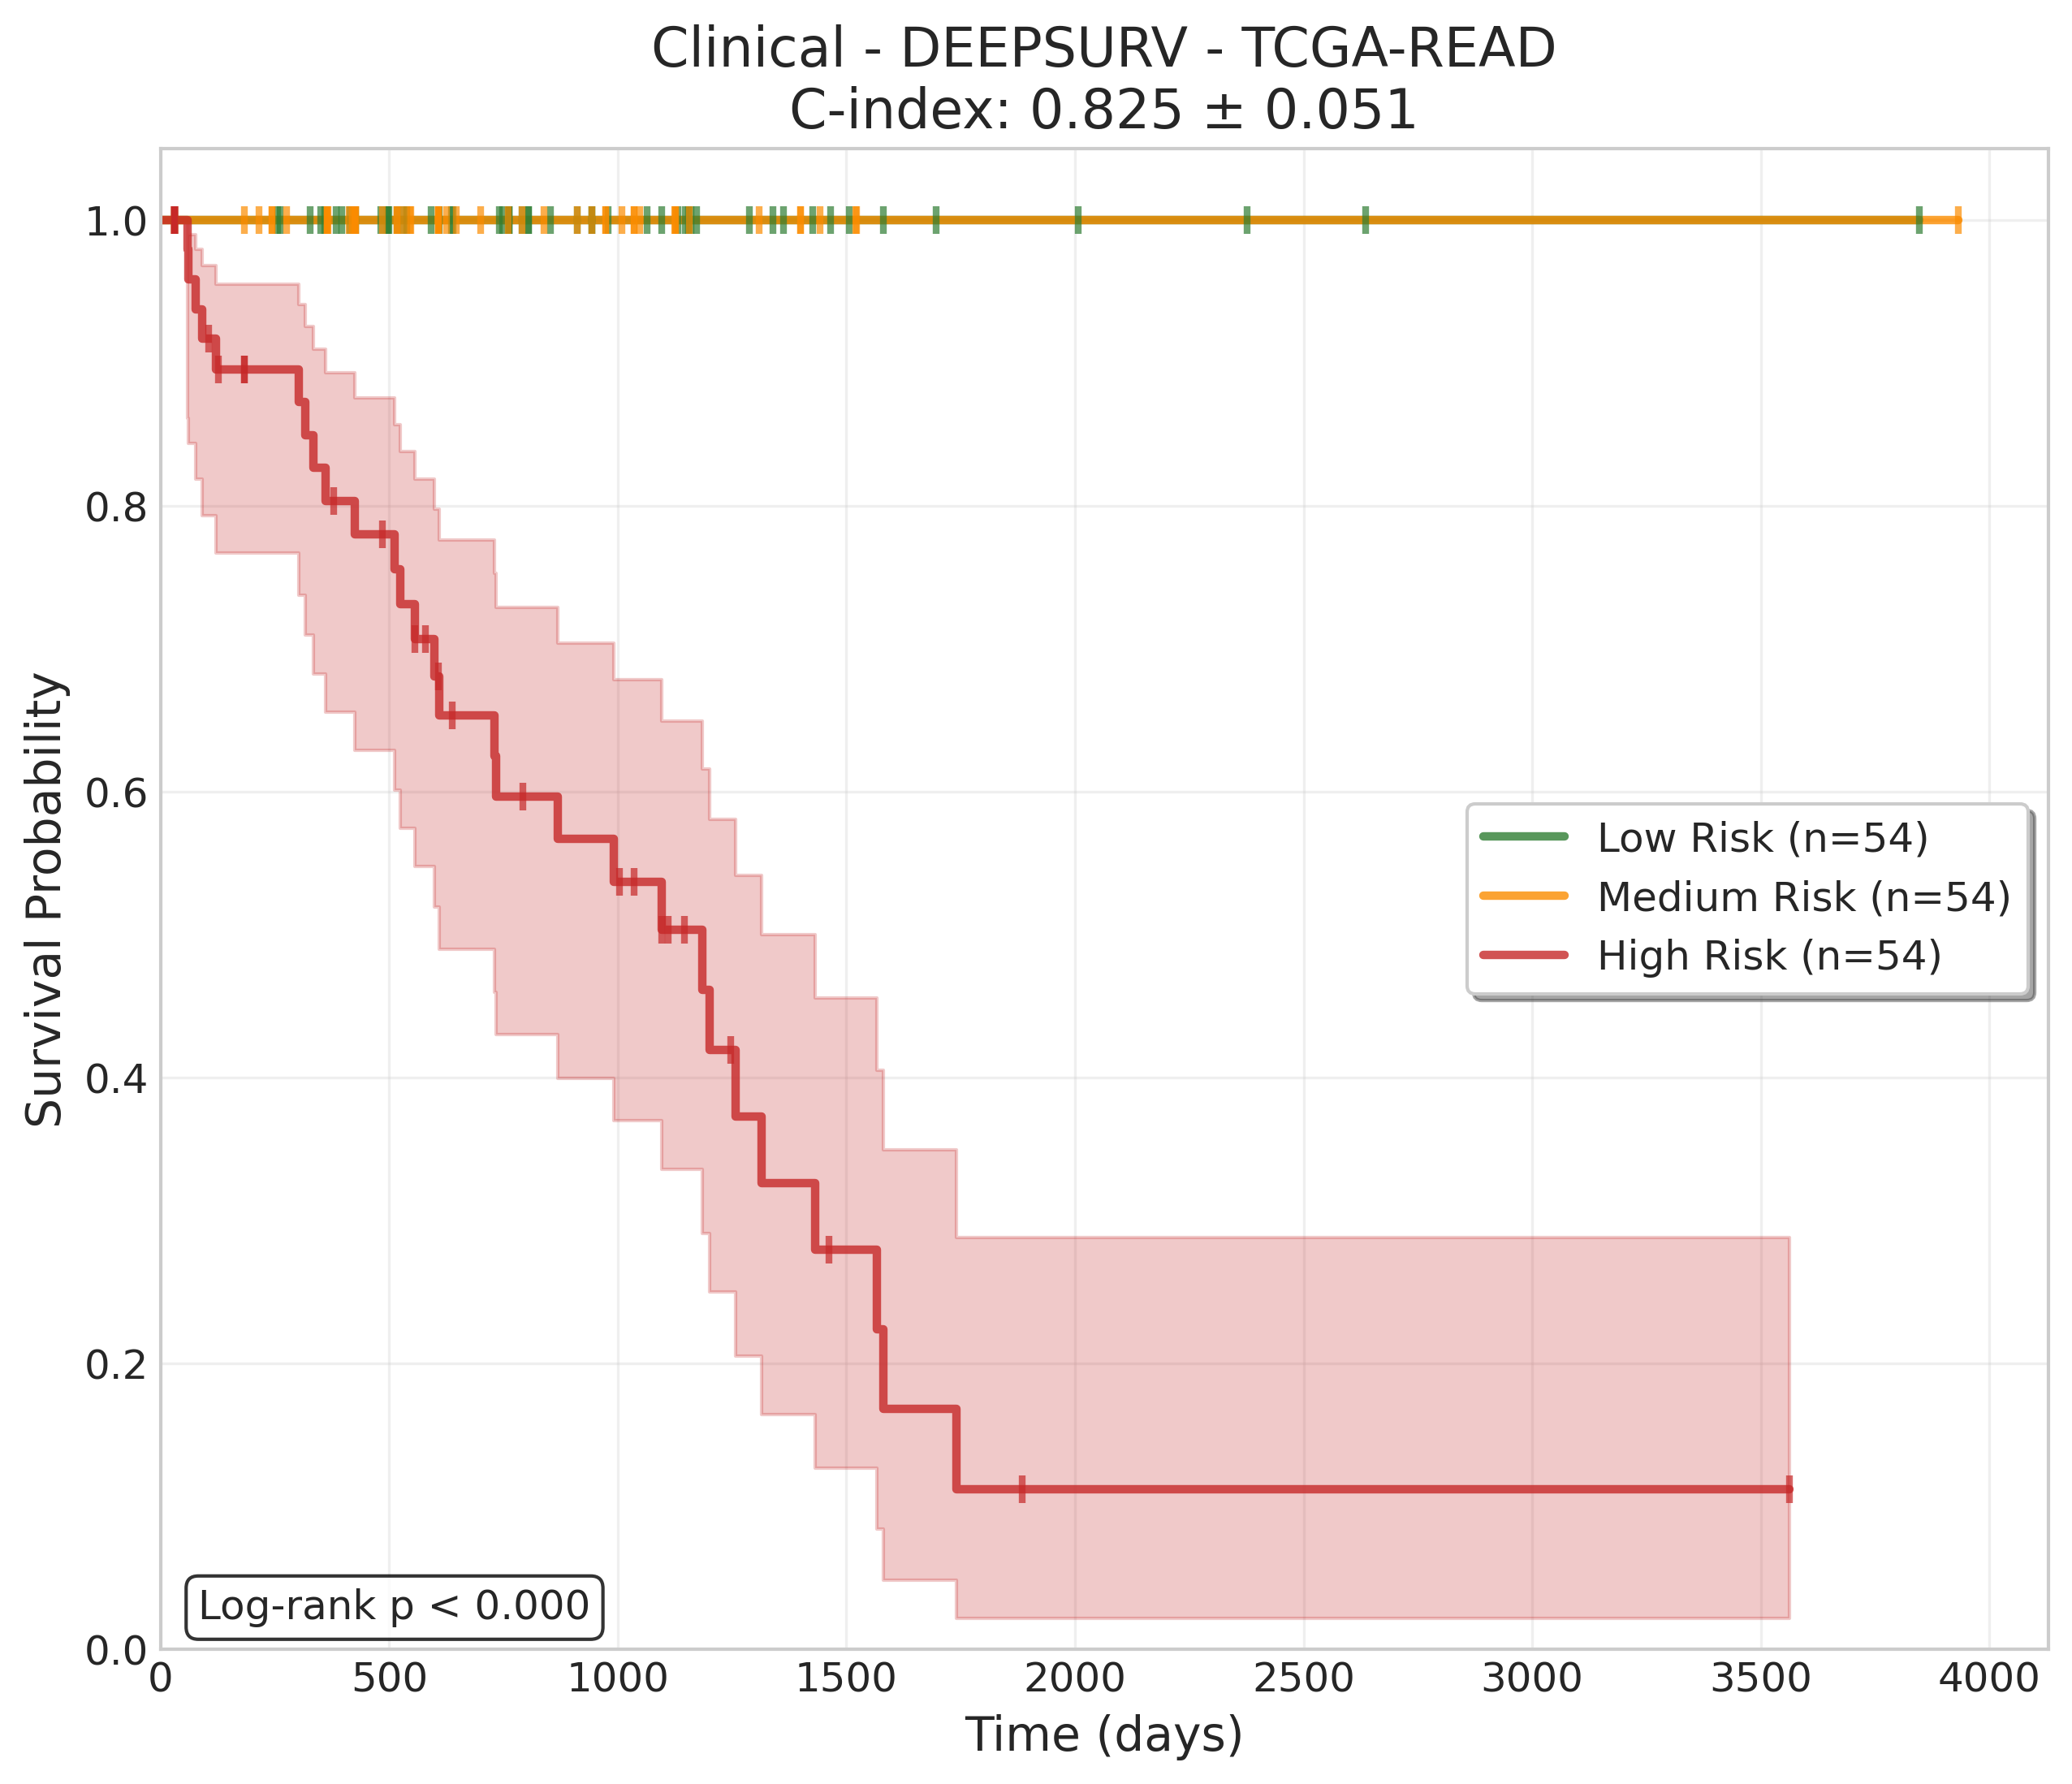 Clinical - DEEPSURV - TCGA-READ
C-index: 0.825 ± 0.051
Survival Probability
1.0
0.8
0.6
0.4
0.2
0.0
Low Risk (n=54)
Medium Risk (n=54)
High Risk (n=54)
Log-rank p < 0.000
0 500 1000 1500 2000 2500 3000 3500 4000
Time (days)